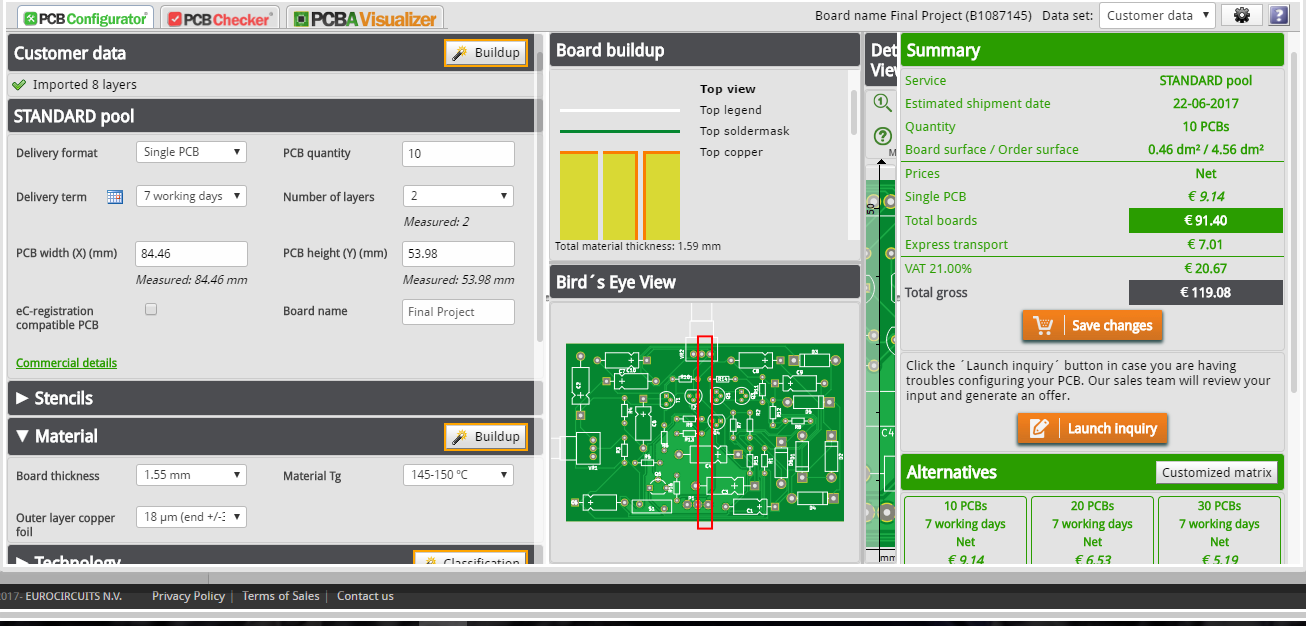 PCBConfigurator
PCBChecker
PCBAVisualizer
Board name Final Project (B1087145)
Data set:
Customer data
Customer data
Buildup
Imported 8 layers
STANDARD pool
Delivery format
Single PCB
PCB quantity
10
Delivery term
7 working days
Number of layers
2
Measured: 2
PCB width (X) (mm)
84.46
PCB height (Y) (mm)
53.98
Measured: 84.46 mm
Measured: 53.98 mm
eC-registration
compatible PCB
Board name
Final Project
Commercial details
Stencils
Material
Buildup
Board thickness
1.55 mm
Material Tg
145-150 °C
Outer layer copper
foil
18 µm (end +/-3
Technology
Classification
Board buildup
Top view
Top legend
Top soldermask
Top copper
Total material thickness: 1.59 mm
Bird´s Eye View
Det
Vie
M
50
C4
mm
Summary
Service
STANDARD pool
Estimated shipment date
22-06-2017
Quantity
10 PCBs
Board surface / Order surface
0.46 dm² / 4.56 dm²
Prices
Net
Single PCB
€ 9.14
Total boards
€ 91.40
Express transport
€ 7.01
VAT 21.00%
€ 20.67
Total gross
€ 119.08
Save changes
Click the ´Launch inquiry´ button in case you are having
troubles configuring your PCB. Our sales team will review your
input and generate an offer.
Launch inquiry
Alternatives
Customized matrix
10 PCBs
7 working days
Net
€ 9.14
20 PCBs
7 working days
Net
€ 6.53
30 PCBs
7 working days
Net
€ 5.19
2017- EUROCIRCUITS N.V.
Privacy Policy |
Terms of Sales |
Contact us